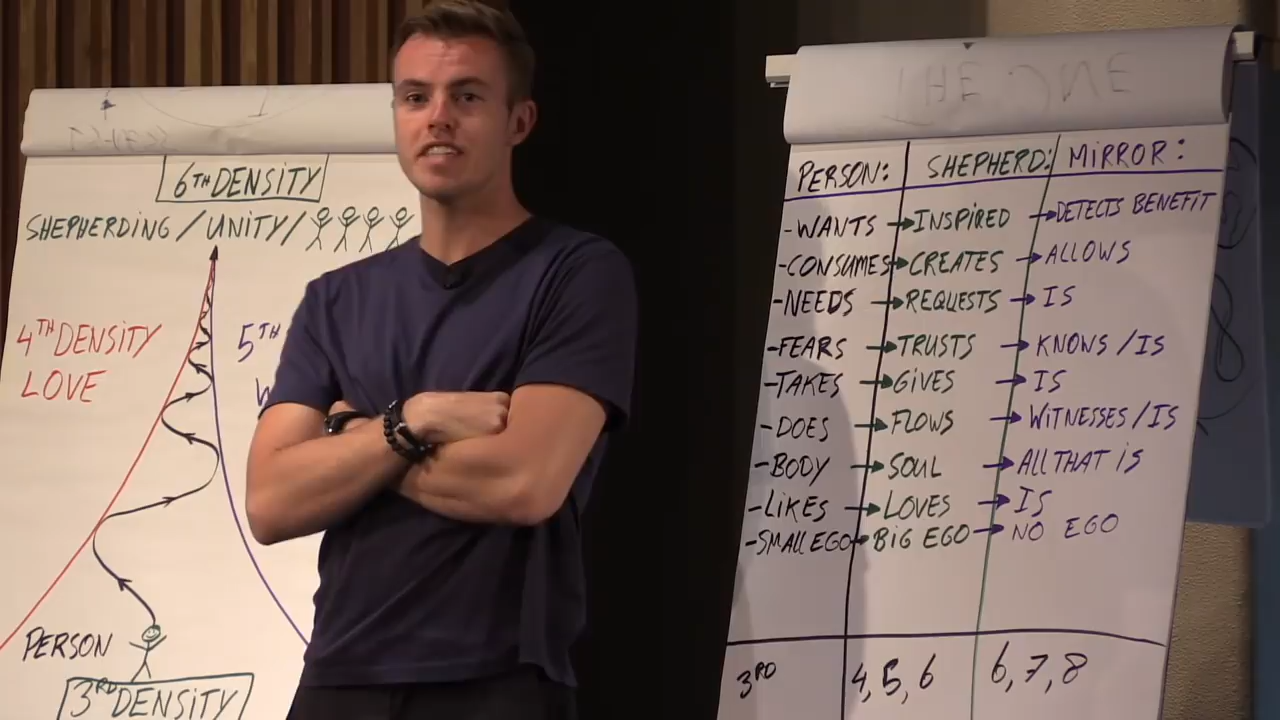 6TH DENSITY
SHEPHERDING / UNITY /
4TH DENSITY
LOVE
5TH
W
PERSON
3RD DENSITY
THE ONE
PERSON: SHEPHERD: MIRROR:
-WANTS →INSPIRED →DETECTS BENEFIT
-CONSUMES→CREATES →ALLOWS
-NEEDS →REQUESTS →IS
-FEARS →TRUSTS →KNOWS / IS
-TAKES →GIVES →IS
-DOES →FLOWS →WITNESSES/IS
-BODY →SOUL →ALL THAT IS
-LIKES →LOVES →IS
-SMALL EGO→BIG EGO→NO EGO
3RD 4, 5, 6 6, 7, 8